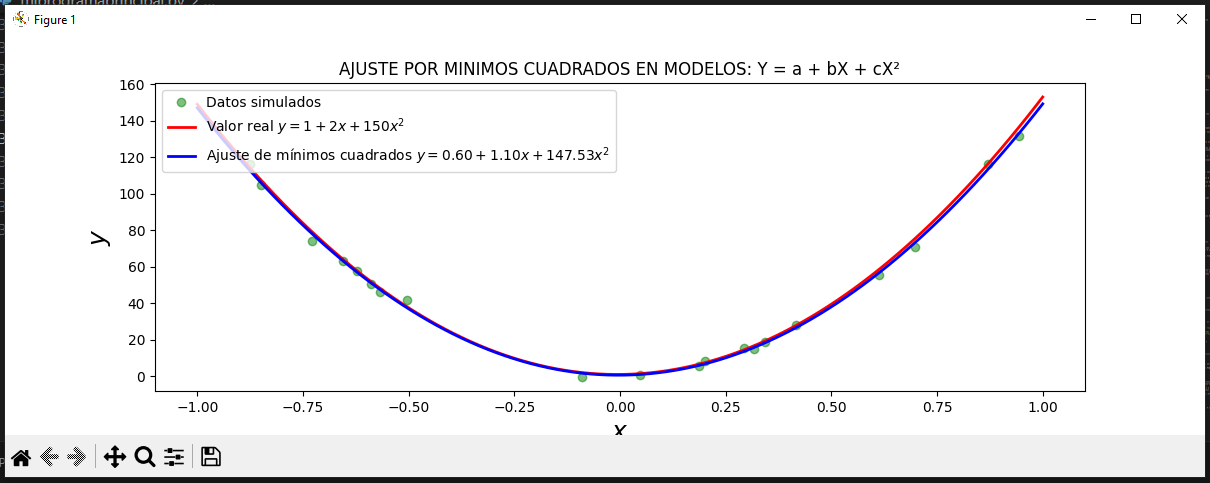 Figure 1
AJUSTE POR MINIMOS CUADRADOS EN MODELOS: Y = a + bX + cX²
160
140
120
100
80
60
40
20
0
y
Datos simulados
Valor real y = 1 + 2x + 150x²
Ajuste de mínimos cuadrados y = 0.60 + 1.10x + 147.53x²
−1.00
−0.75
−0.50
−0.25
0.00
0.25
0.50
0.75
1.00
x